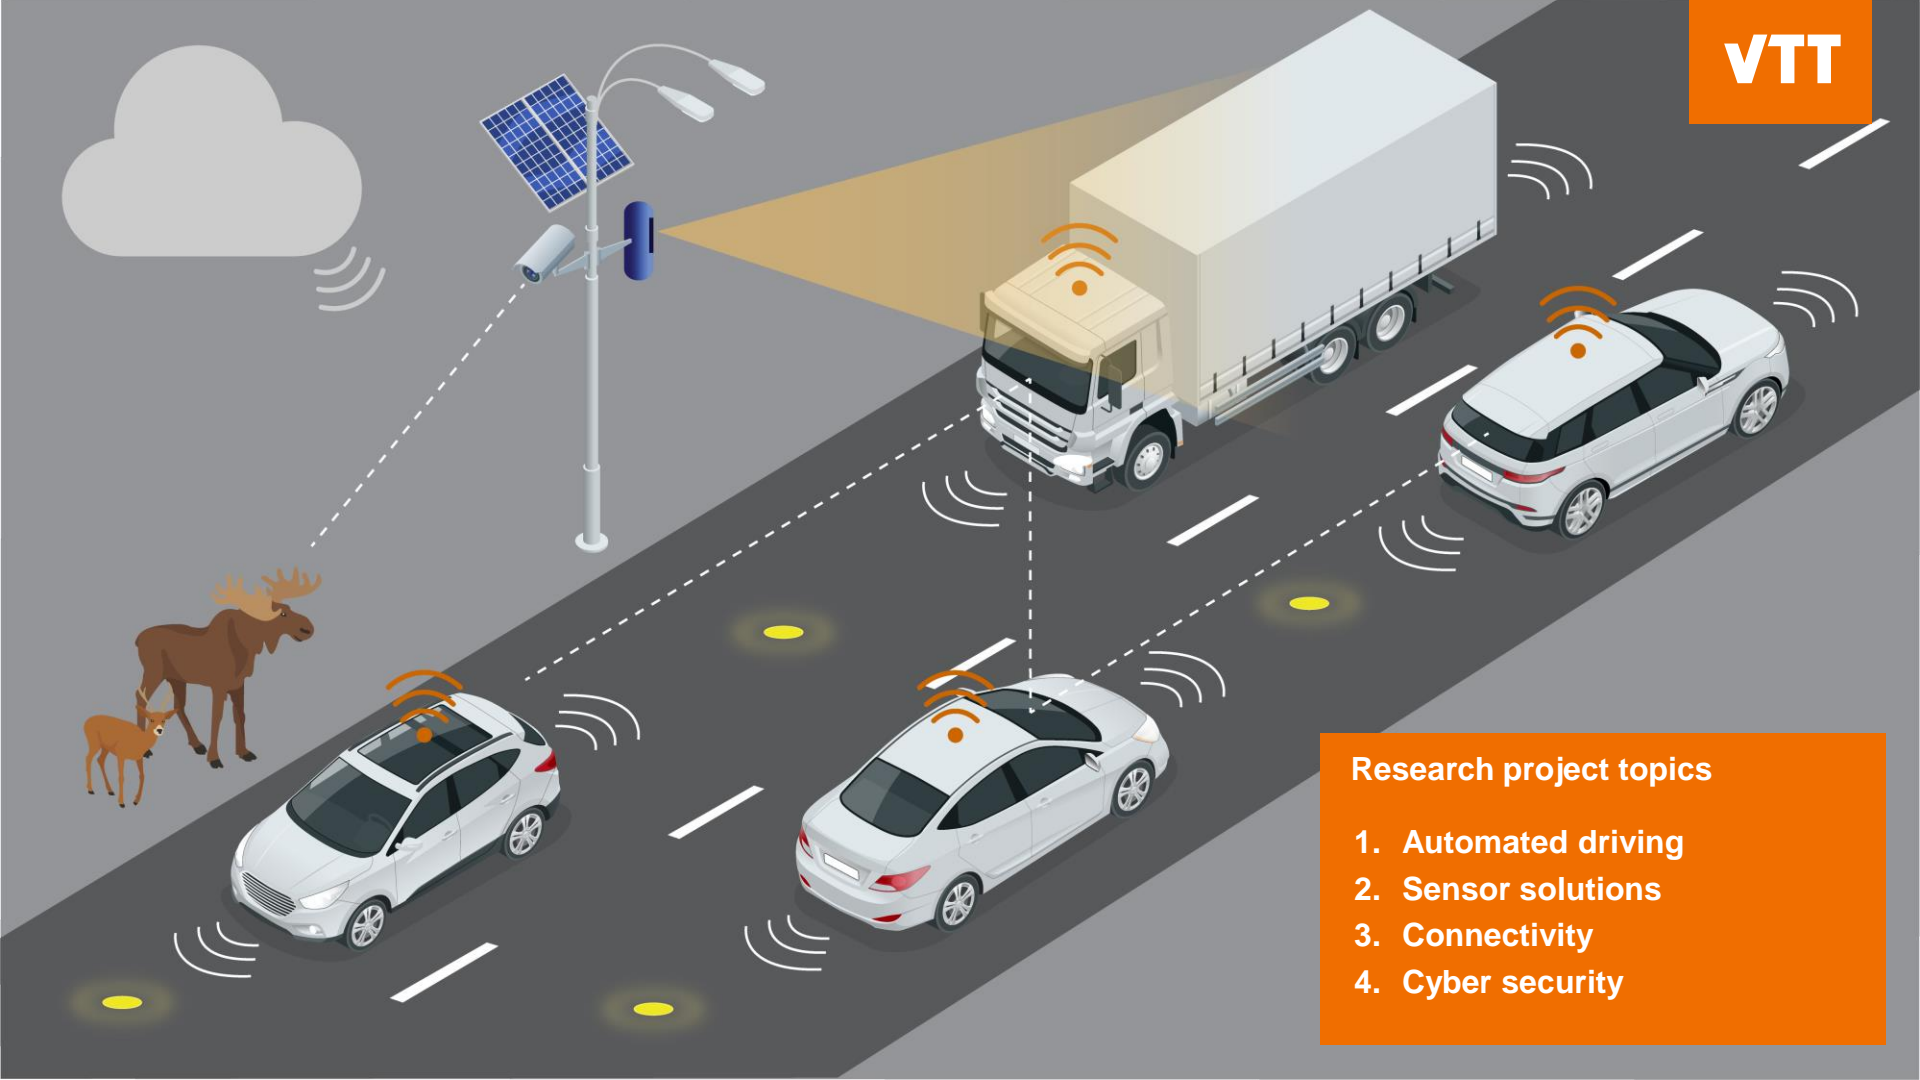 VTT
Research project topics
1. Automated driving
2. Sensor solutions
3. Connectivity
4. Cyber security